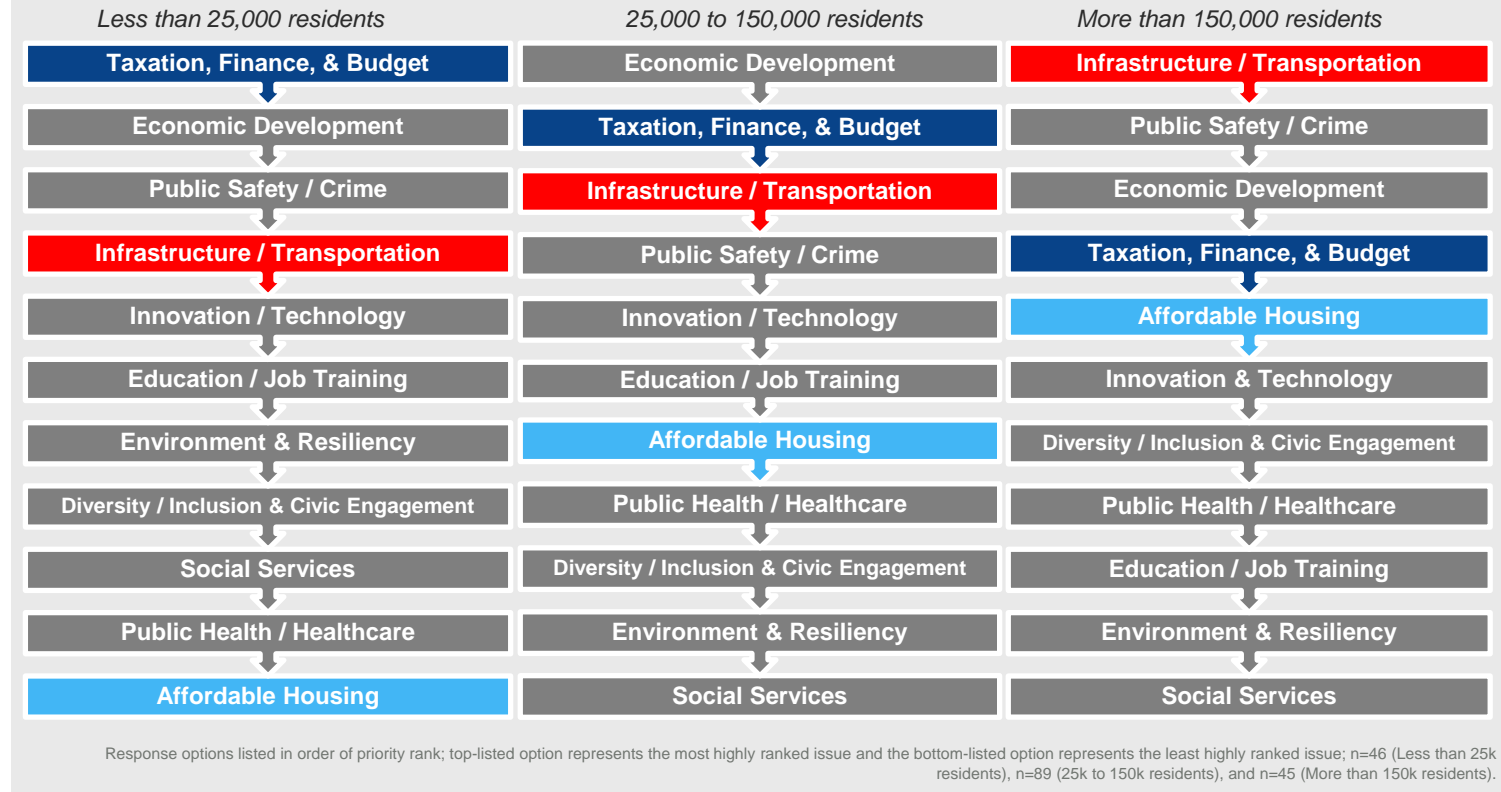 Less than 25,000 residents
Taxation, Finance, & Budget
Economic Development
Public Safety / Crime
Infrastructure / Transportation
Innovation / Technology
Education / Job Training
Environment & Resiliency
Diversity / Inclusion & Civic Engagement
Social Services
Public Health / Healthcare
Affordable Housing
25,000 to 150,000 residents
Economic Development
Taxation, Finance, & Budget
Infrastructure / Transportation
Public Safety / Crime
Innovation / Technology
Education / Job Training
Affordable Housing
Public Health / Healthcare
Diversity / Inclusion & Civic Engagement
Environment & Resiliency
Social Services
More than 150,000 residents
Infrastructure / Transportation
Public Safety / Crime
Economic Development
Taxation, Finance, & Budget
Affordable Housing
Innovation & Technology
Diversity / Inclusion & Civic Engagement
Public Health / Healthcare
Education / Job Training
Environment & Resiliency
Social Services
Response options listed in order of priority rank; top-listed option represents the most highly ranked issue and the bottom-listed option represents the least highly ranked issue; n=46 (Less than 25k
residents), n=89 (25k to 150k residents), and n=45 (More than 150k residents).